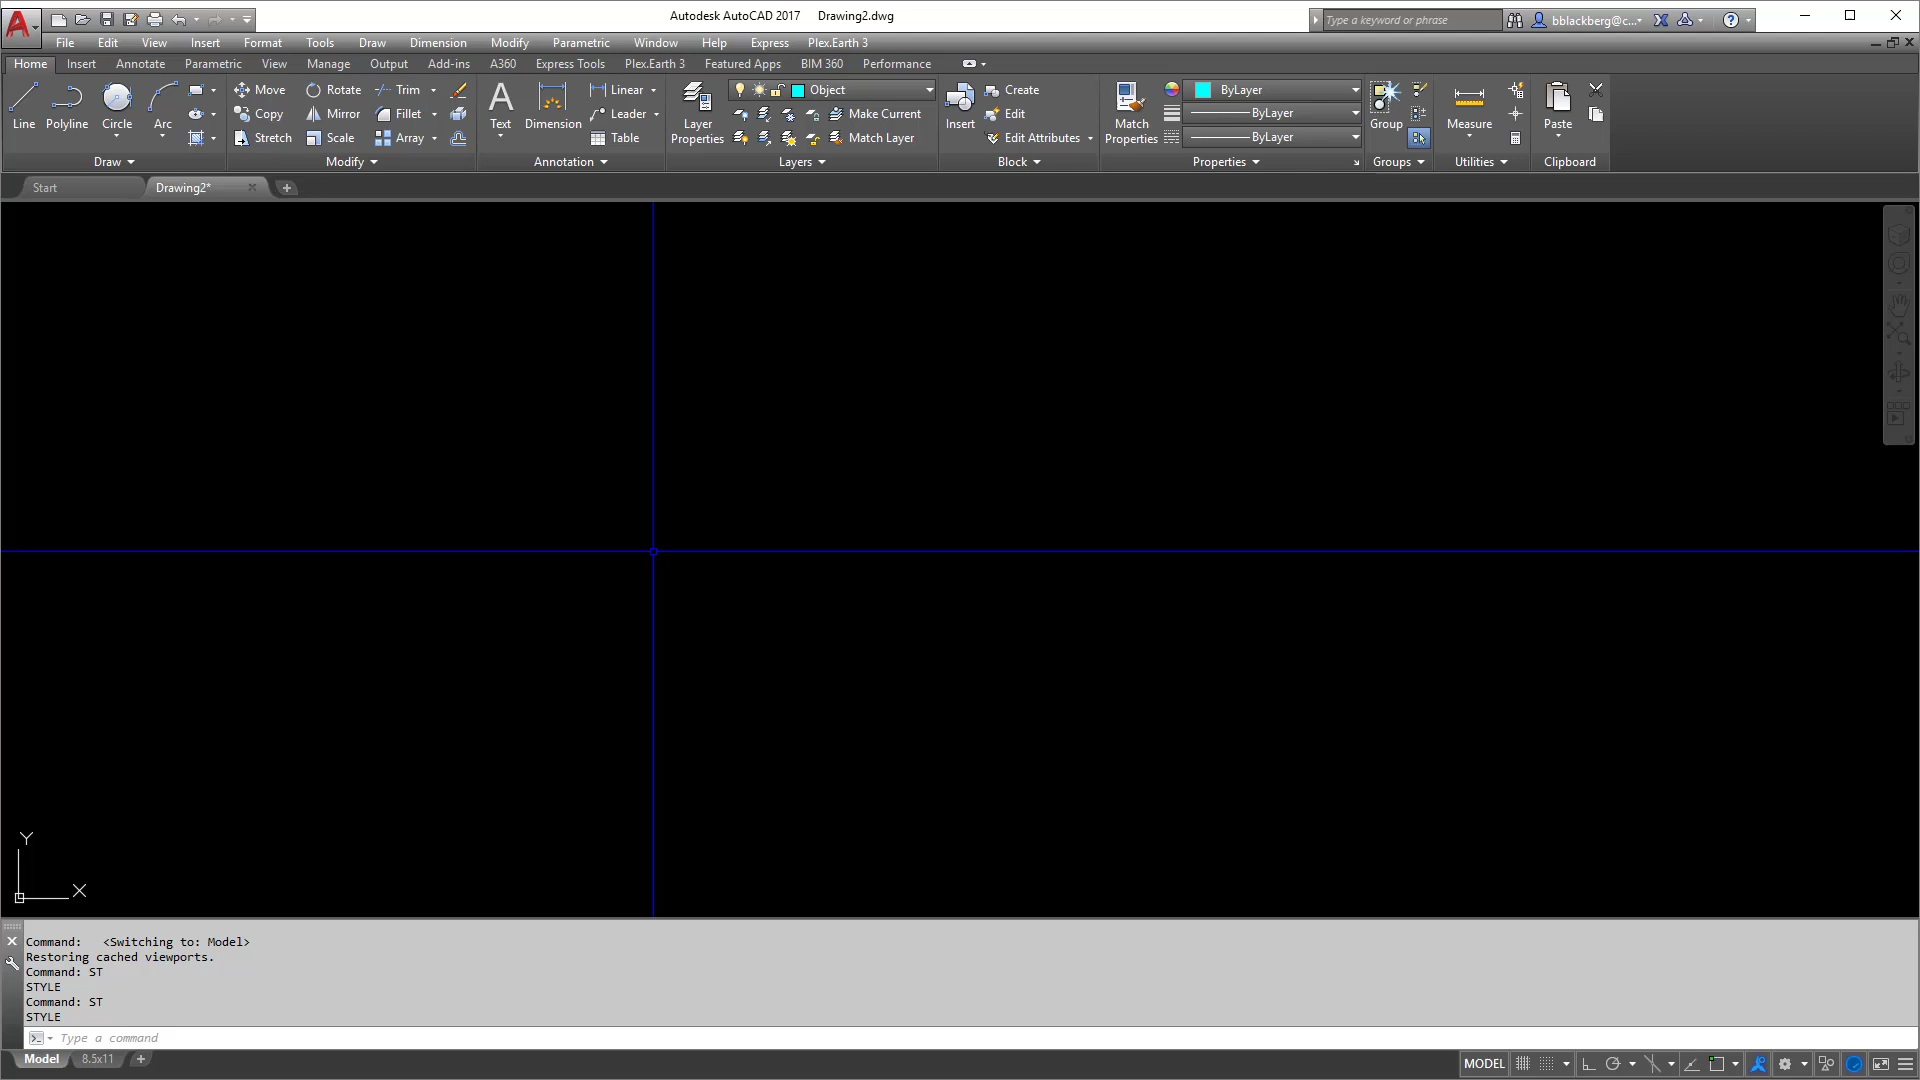 Autodesk AutoCAD 2017 Drawing2.dwg
Type a keyword or phrase
bblackberg@c...
File Edit View Insert Format Tools Draw Dimension Modify Parametric Window Help Express Plex.Earth 3
Home Insert Annotate Parametric View Manage Output Add-ins A360 Express Tools Plex.Earth 3 Featured Apps BIM 360 Performance
Line
Polyline
Circle
Arc
Draw
Move Rotate Trim
Copy Mirror Fillet
Stretch Scale Array
Modify
Text
Dimension
Linear
Leader
Table
Annotation
Layer
Properties
Object
Make Current
Match Layer
Layers
Insert
Create
Edit
Edit Attributes
Block
Match
Properties
ByLayer
ByLayer
ByLayer
Properties
Group
Groups
Measure
Utilities
Paste
Clipboard
Start Drawing2*
Y
X
Command: <Switching to: Model>
Restoring cached viewports.
Command: ST
STYLE
Command: ST
STYLE
Type a command
Model 8.5x11
MODEL